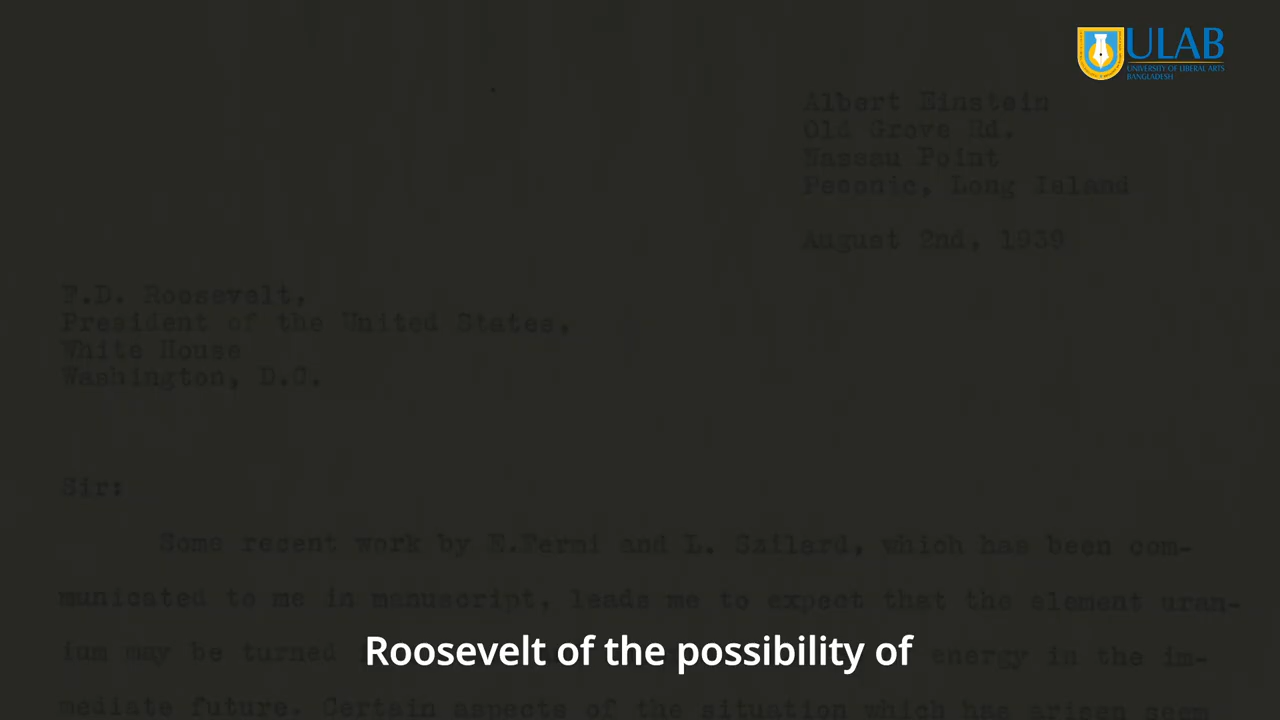 ULAB
UNIVERSITY OF LIBERAL ARTS
BANGLADESH
Albert Einstein
Old Grove Rd.
Nassau Point
Peconic, Long Island
August 2nd, 1939
F.D. Roosevelt,
President of the United States,
White House
Washington, D.C.
Sir:
Some recent work by E.Fermi and L. Szilard, which has been com-
municated to me in manuscript, leads me to expect that the element uran-
ium may be turned energy in the im-
mediate future. Certain aspects of the situation which has arisen seem
Roosevelt of the possibility of